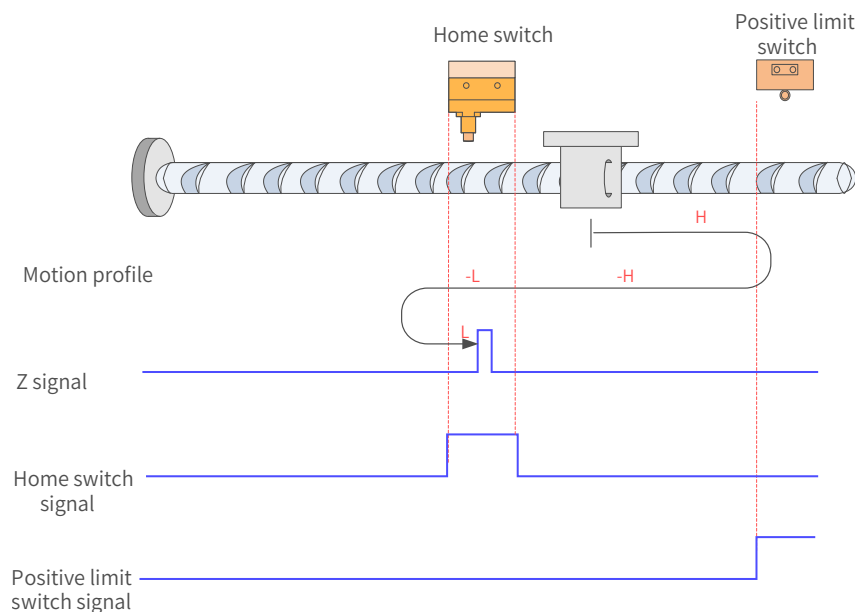 Home switch
Positive limit
switch
H
Motion profile
-L
-H
L
Z signal
Home switch
signal
Positive limit
switch signal